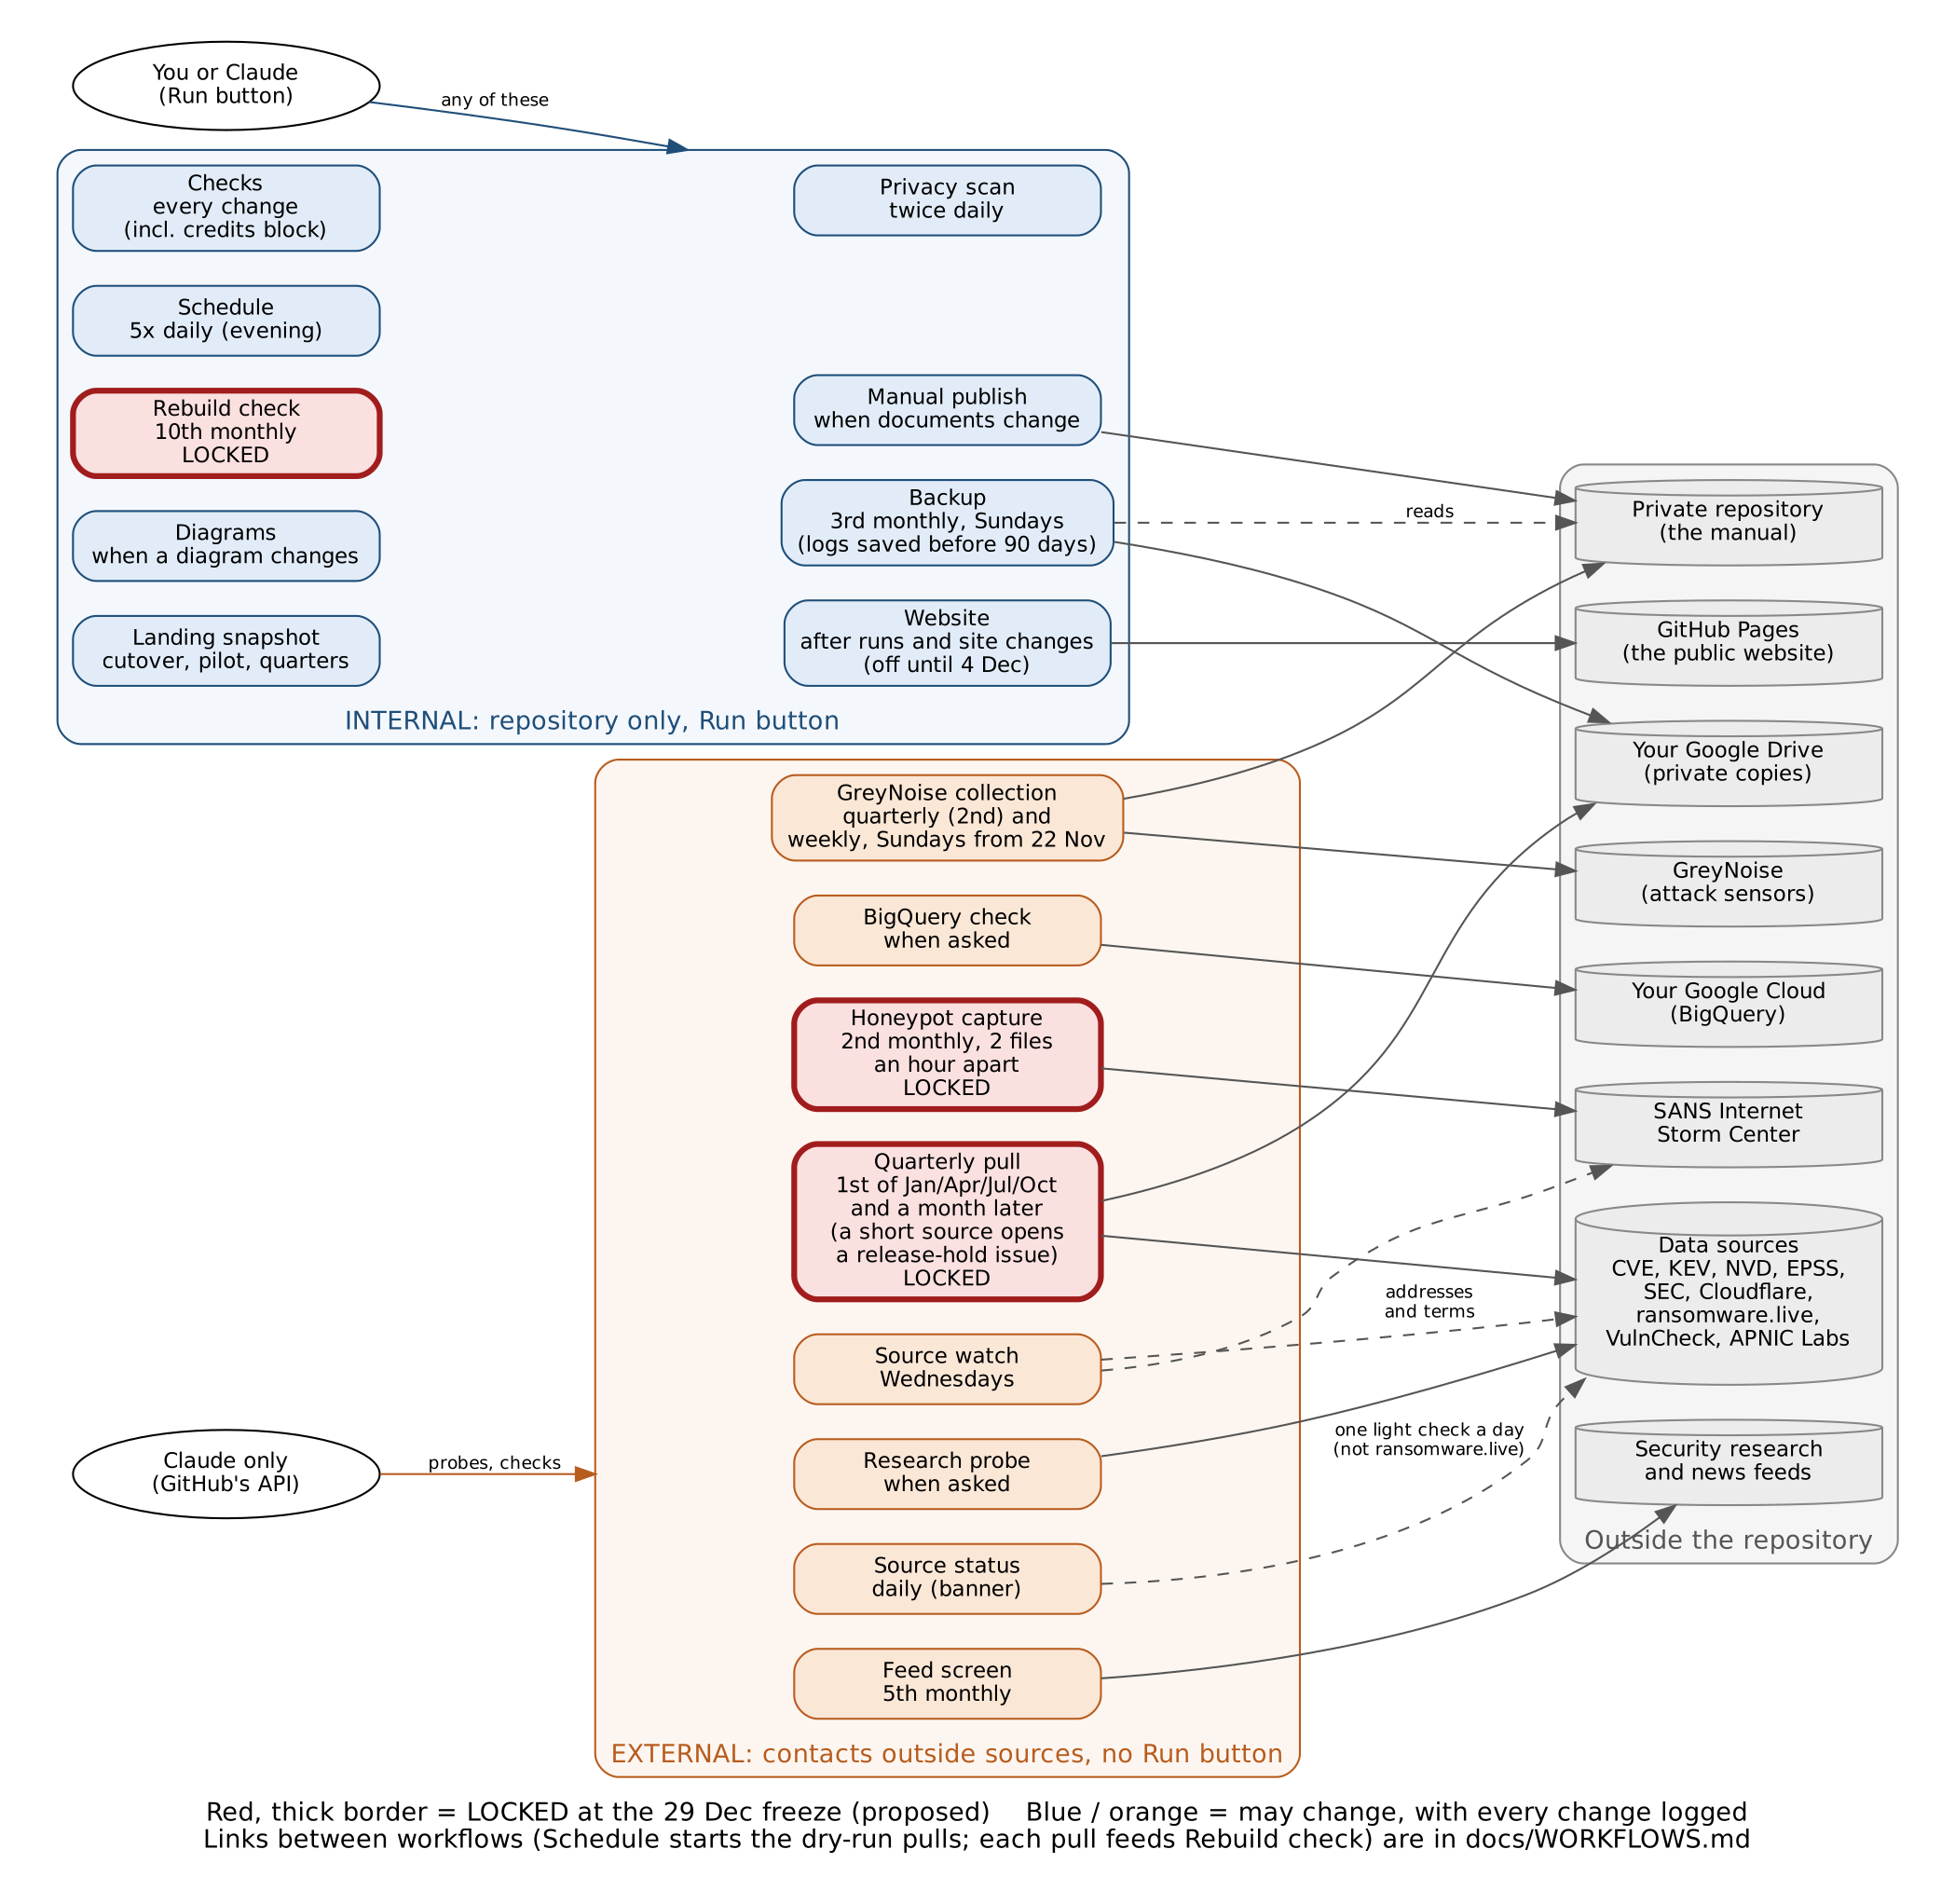 You or Claude
(Run button)
any of these
Checks
every change
(incl. credits block)
Privacy scan
twice daily
Schedule
5x daily (evening)
Manual publish
when documents change
Rebuild check
10th monthly
LOCKED
Backup
3rd monthly, Sundays
(logs saved before 90 days)
reads
Diagrams
when a diagram changes
Website
after runs and site changes
(off until 4 Dec)
Landing snapshot
cutover, pilot, quarters
INTERNAL: repository only, Run button
Private repository
(the manual)
GitHub Pages
(the public website)
Your Google Drive
(private copies)
GreyNoise
(attack sensors)
Your Google Cloud
(BigQuery)
SANS Internet
Storm Center
Data sources
CVE, KEV, NVD, EPSS,
SEC, Cloudflare,
ransomware.live,
VulnCheck, APNIC Labs
Security research
and news feeds
Outside the repository
GreyNoise collection
quarterly (2nd) and
weekly, Sundays from 22 Nov
BigQuery check
when asked
Honeypot capture
2nd monthly, 2 files
an hour apart
LOCKED
Quarterly pull
1st of Jan/Apr/Jul/Oct
and a month later
(a short source opens
a release-hold issue)
LOCKED
addresses
and terms
Source watch
Wednesdays
one light check a day
(not ransomware.live)
Claude only
(GitHub's API)
probes, checks
Research probe
when asked
Source status
daily (banner)
Feed screen
5th monthly
EXTERNAL: contacts outside sources, no Run button
Red, thick border = LOCKED at the 29 Dec freeze (proposed) Blue / orange = may change, with every change logged
Links between workflows (Schedule starts the dry-run pulls; each pull feeds Rebuild check) are in docs/WORKFLOWS.md